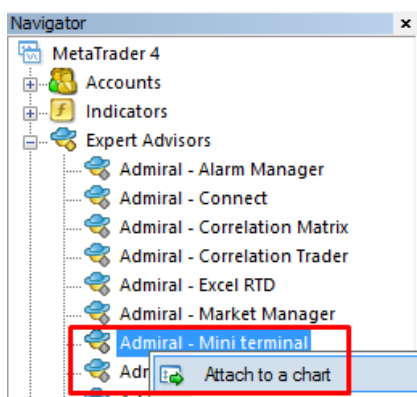 Navigator x
MetaTrader 4
Accounts
Indicators
Expert Advisors
Admiral - Alarm Manager
Admiral - Connect
Admiral - Correlation Matrix
Admiral - Correlation Trader
Admiral - Excel RTD
Admiral - Market Manager
Admiral - Mini terminal
Attach to a chart